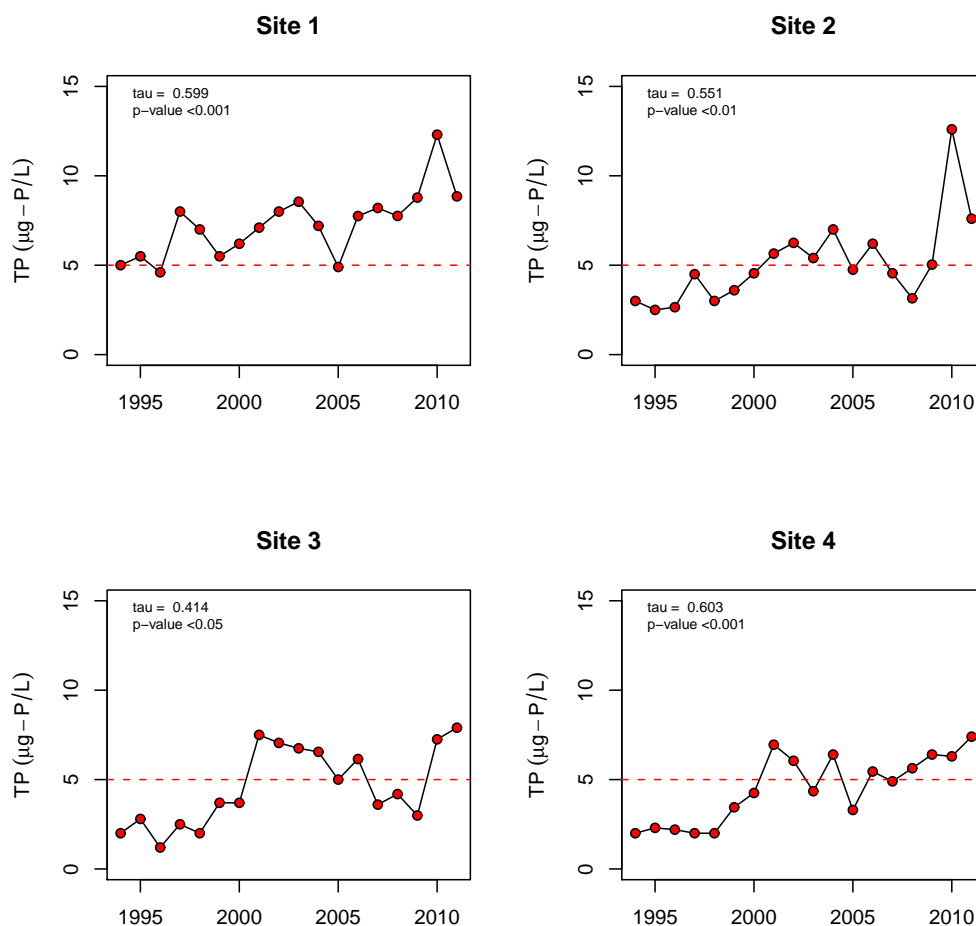 Site 1
tau =  0.599
p−value <0.001
TP (μg − P/L)
15
10
5
0
1995 2000 2005 2010
Site 2
tau =  0.551
p−value <0.01
TP (μg − P/L)
15
10
5
0
1995 2000 2005 2010
Site 3
tau =  0.414
p−value <0.05
TP (μg − P/L)
15
10
5
0
1995 2000 2005 2010
Site 4
tau =  0.603
p−value <0.001
TP (μg − P/L)
15
10
5
0
1995 2000 2005 2010